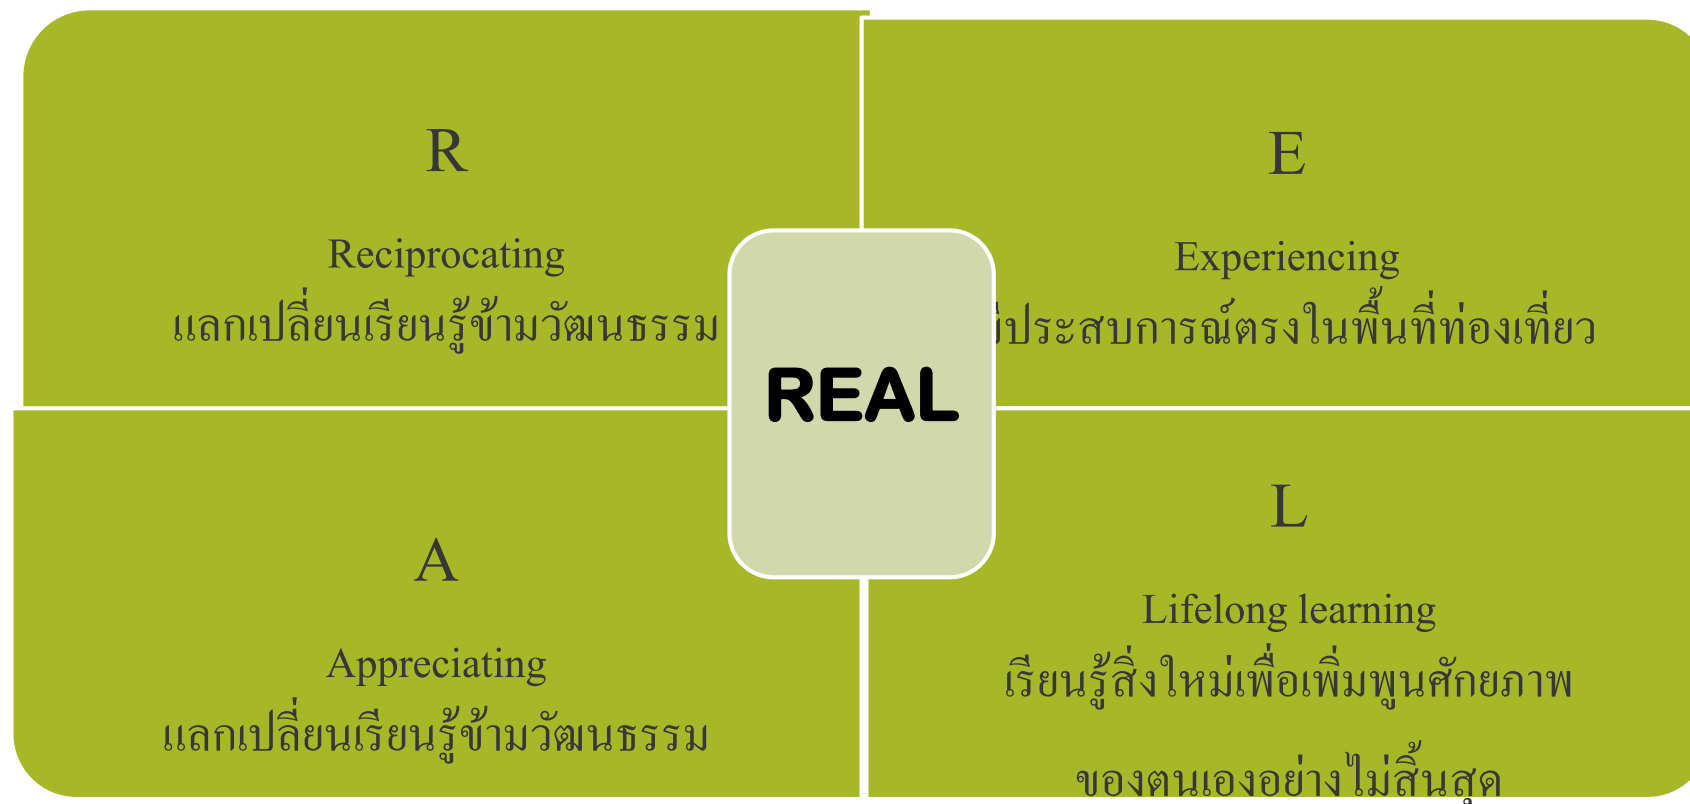 R
Reciprocating
แลกเปลี่ยนเรียนรู้ข้ามวัฒนธรรม
E
Experiencing
ประสบการณ์ตรงในพื้นที่ท่องเที่ยว
REAL
A
Appreciating
แลกเปลี่ยนเรียนรู้ข้ามวัฒนธรรม
L
Lifelong learning
เรียนรู้สิ่งใหม่เพื่อเพิ่มพูนศักยภาพ
ของตนเองอย่างไม่สิ้นสุด